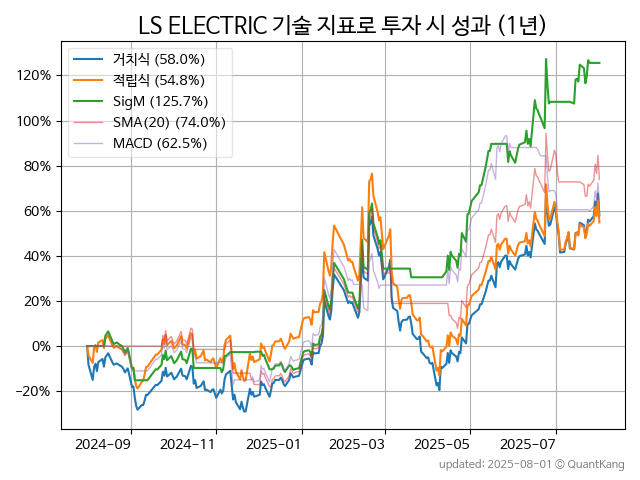 LS ELECTRIC 기술 지표로 투자 시 성과 (1년)
거치식 (58.0%)
적립식 (54.8%)
SigM (125.7%)
SMA(20) (74.0%)
MACD (62.5%)
120%
100%
80%
60%
40%
20%
0%
−20%
2024−09
2024−11
2025−01
2025−03
2025−05
2025−07
updated: 2025-08-01 © QuantKang